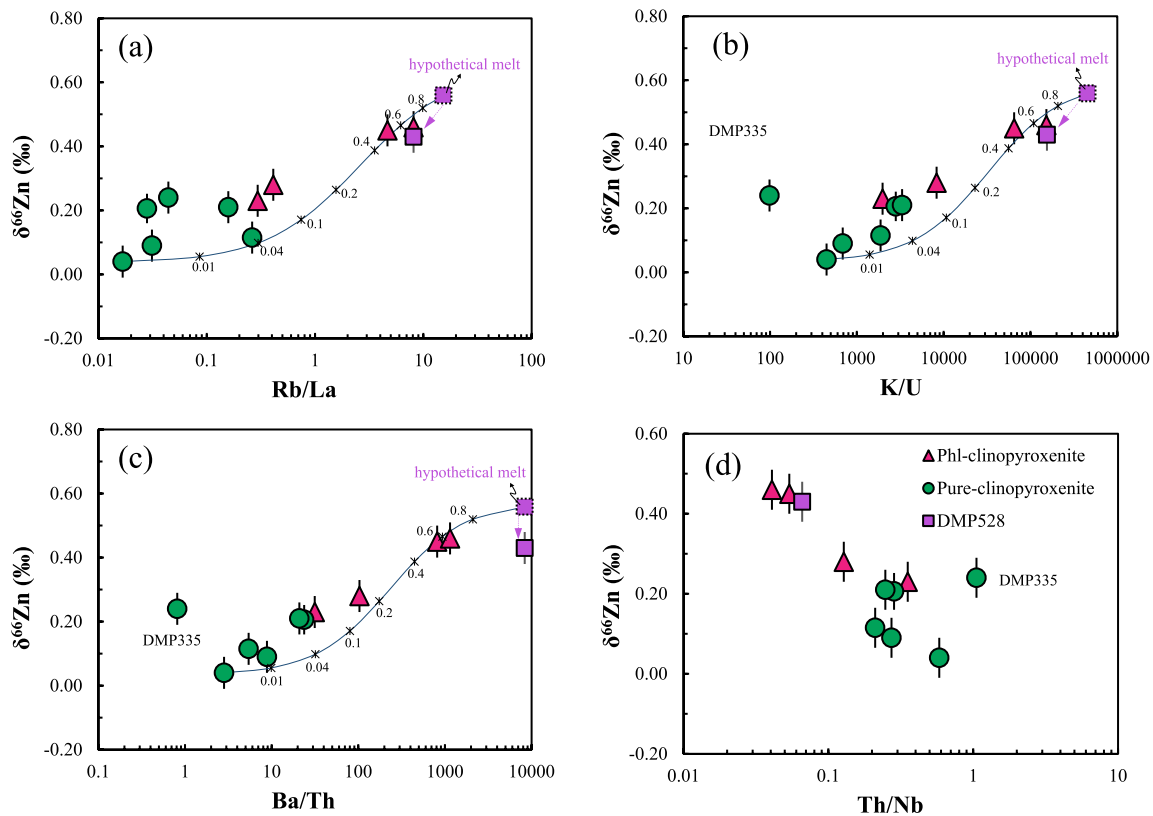 (a)
hypothetical melt
0.80
0.60
0.40
0.20
0.00
-0.20
δ⁶⁶Zn (‰)
0.01
0.04
0.1
0.2
0.4
0.6
0.8
0.01 0.1 1 10 100
Rb/La
(b)
hypothetical melt
DMP335
0.80
0.60
0.40
0.20
0.00
-0.20
δ⁶⁶Zn (‰)
0.01
0.04
0.1
0.2
0.4
0.6
0.8
10 100 1000 10000 100000 1000000
K/U
(c)
hypothetical melt
DMP335
0.80
0.60
0.40
0.20
0.00
-0.20
δ⁶⁶Zn (‰)
0.01
0.04
0.1
0.2
0.4
0.6
0.8
0.1 1 10 100 1000 10000
Ba/Th
(d)
Phl-clinopyroxenite
Pure-clinopyroxenite
DMP528
DMP335
0.60
0.40
0.20
0.00
-0.20
δ⁶⁶Zn (‰)
0.01 0.1 1 10
Th/Nb